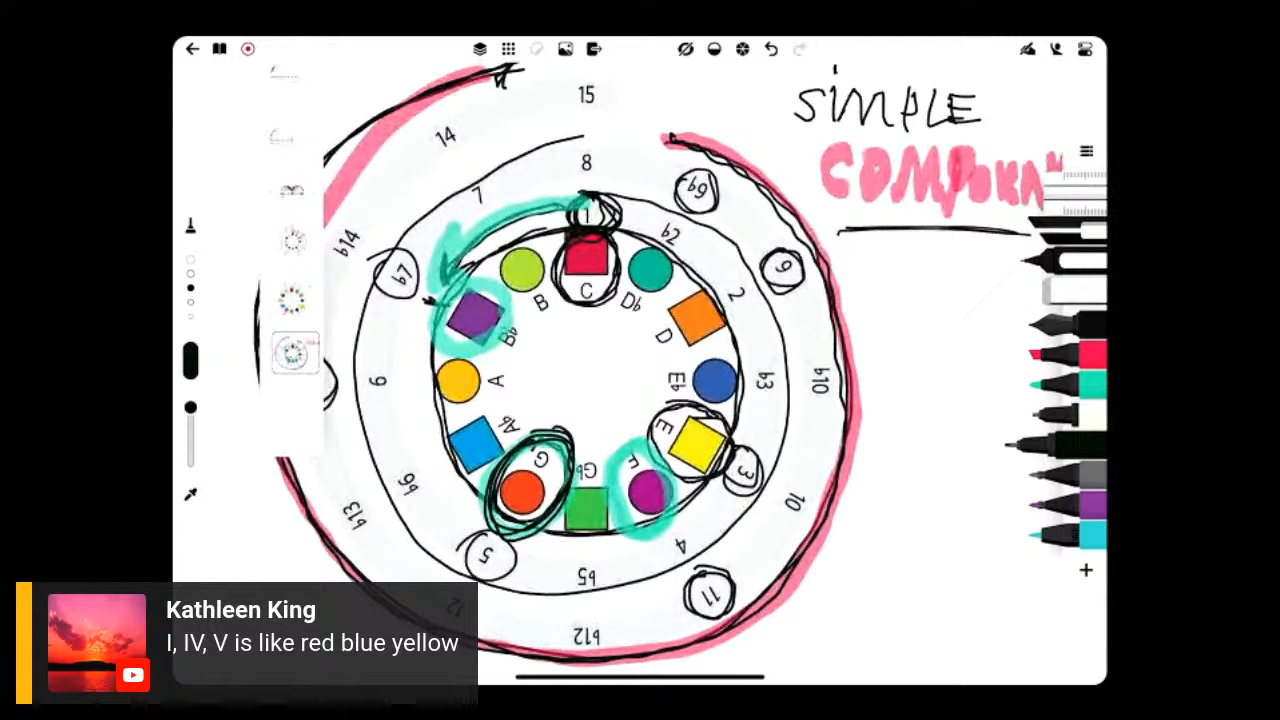 SIMPLE
15
14
8
7
b9
b14
1
b2
b7
9
2
B
C
Db
Bb
D
A
Eb
b3
b10
6
Ab
E
G
Gb
F
3
b6
10
b13
5
4
b5
11
12
b12
Kathleen King
I, IV, V is like red blue yellow